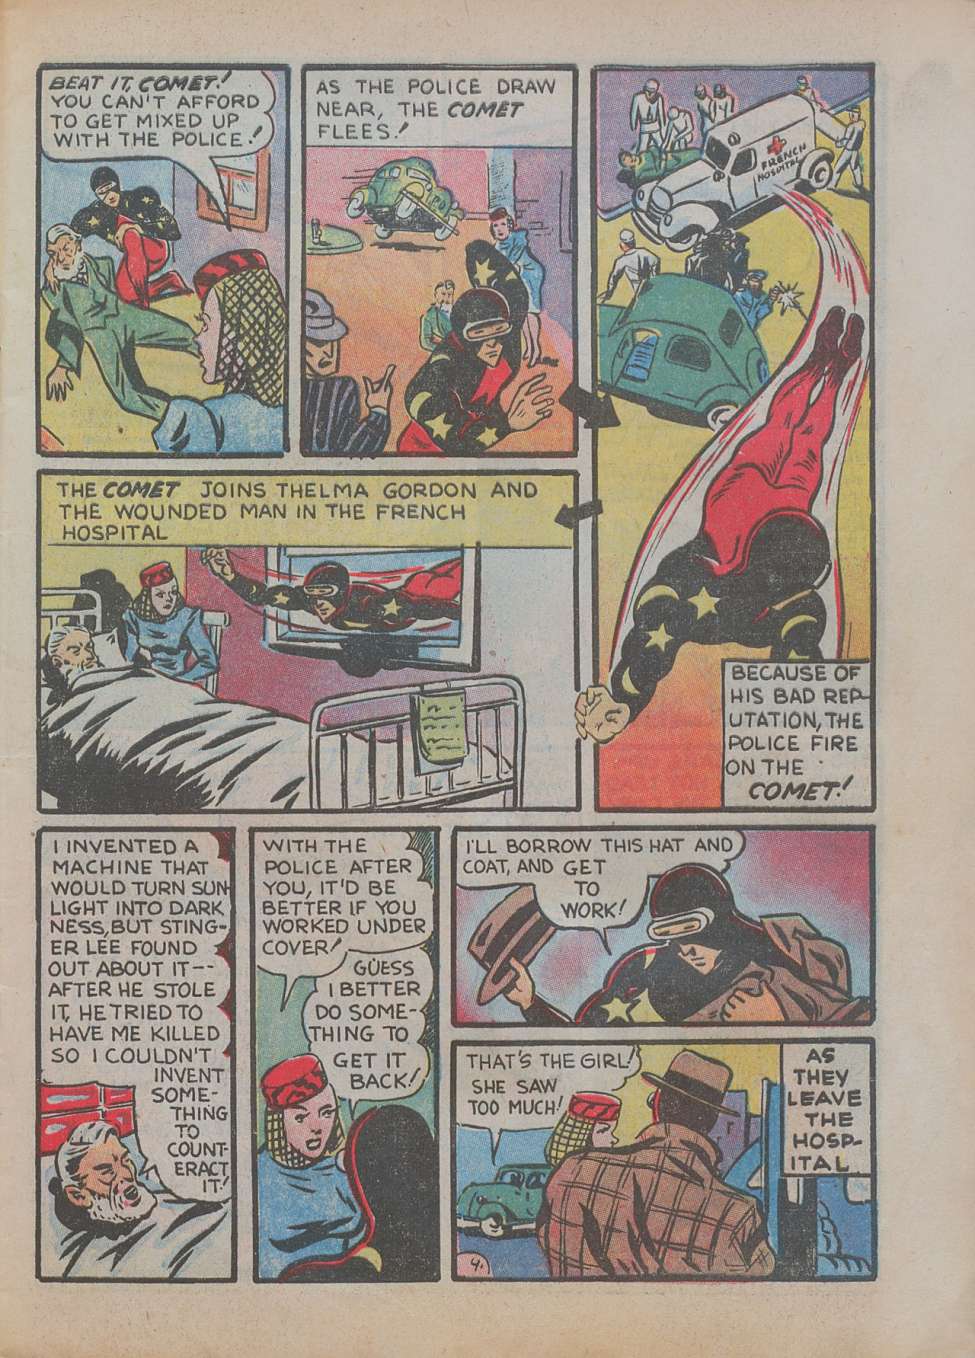 BEAT IT, COMET!
YOU CAN'T AFFORD
TO GET MIXED UP
WITH THE POLICE!
AS THE POLICE DRAW
NEAR, THE COMET
FLEES!
FRENCH
HOSPITAL
BECAUSE OF
HIS BAD REP-
UTATION, THE
POLICE FIRE
ON THE
COMET!
THE COMET JOINS THELMA GORDON AND
THE WOUNDED MAN IN THE FRENCH
HOSPITAL
I INVENTED A
MACHINE THAT
WOULD TURN SUN-
LIGHT INTO DARK
NESS, BUT STING-
ER LEE FOUND
OUT ABOUT IT--
AFTER HE STOLE
IT, HE TRIED TO
HAVE ME KILLED
SO I COULDN'T
INVENT
SOME-
THING
TO
COUNT-
ERACT
IT!
WITH THE
POLICE AFTER
YOU, IT'D BE
BETTER IF YOU
WORKED UNDER
COVER!
GUESS
I BETTER
DO SOME-
THING TO
GET IT
BACK!
I'LL BORROW THIS HAT AND
COAT, AND GET
TO
WORK!
THAT'S THE GIRL!
SHE SAW
TOO MUCH!
AS
THEY
LEAVE
THE
HOSP-
ITAL
4.